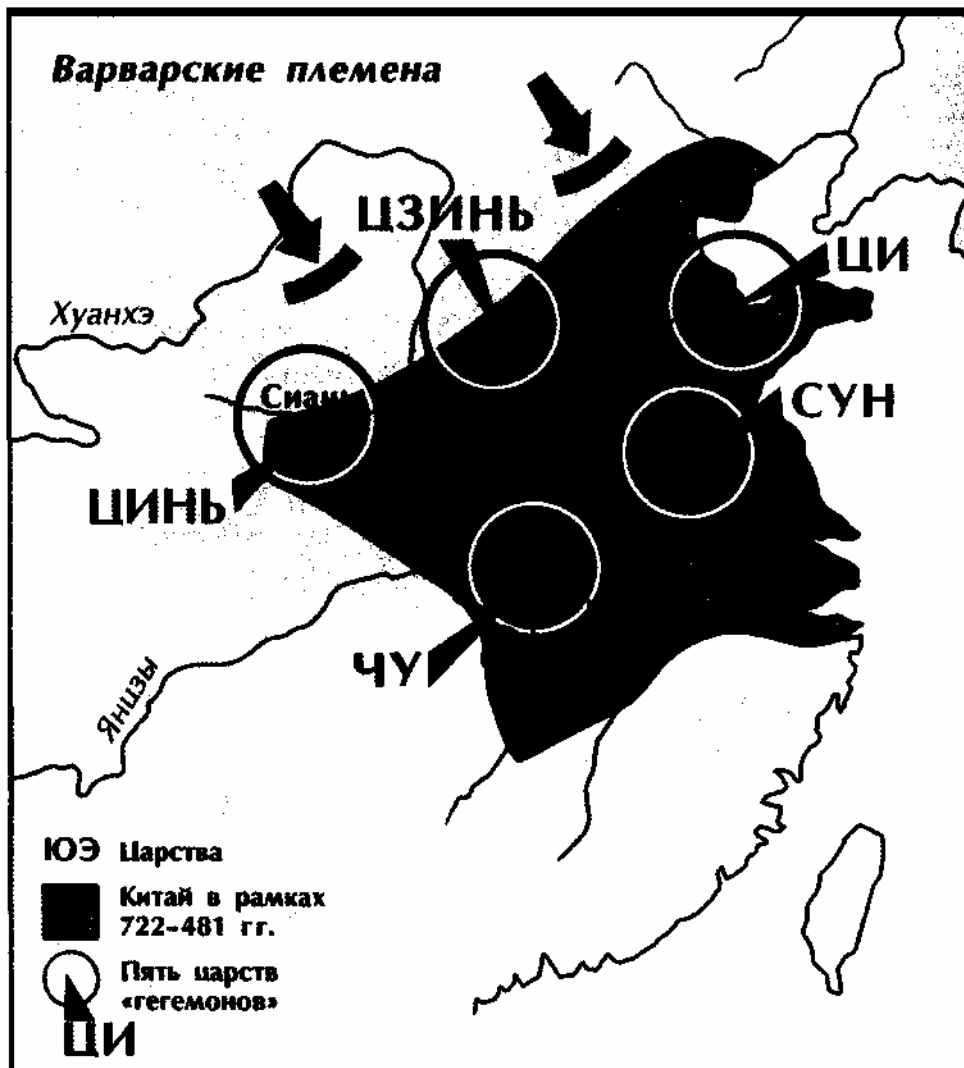 Варварские племена
ЦЗИНЬ
ЦИ
Хуанхэ
Сиань
СУН
ЦИНЬ
ЧУ
Янцзы
ЮЭ Царства
Китай в рамках
722–481 гг.
Пять царств
«гегемонов»
ЦИ